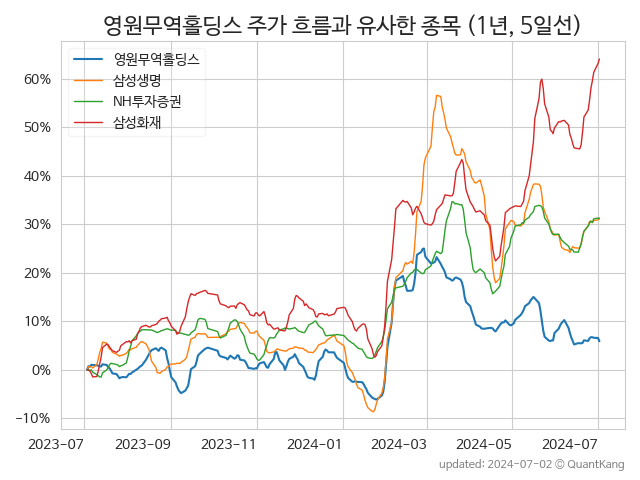 영원무역홀딩스 주가 흐름과 유사한 종목 (1년, 5일선)
영원무역홀딩스
삼성생명
NH투자증권
삼성화재
60%
50%
40%
30%
20%
10%
0%
−10%
2023-07 2023-09 2023-11 2024-01 2024-03 2024-05 2024-07
updated: 2024-07-02 © QuantKang